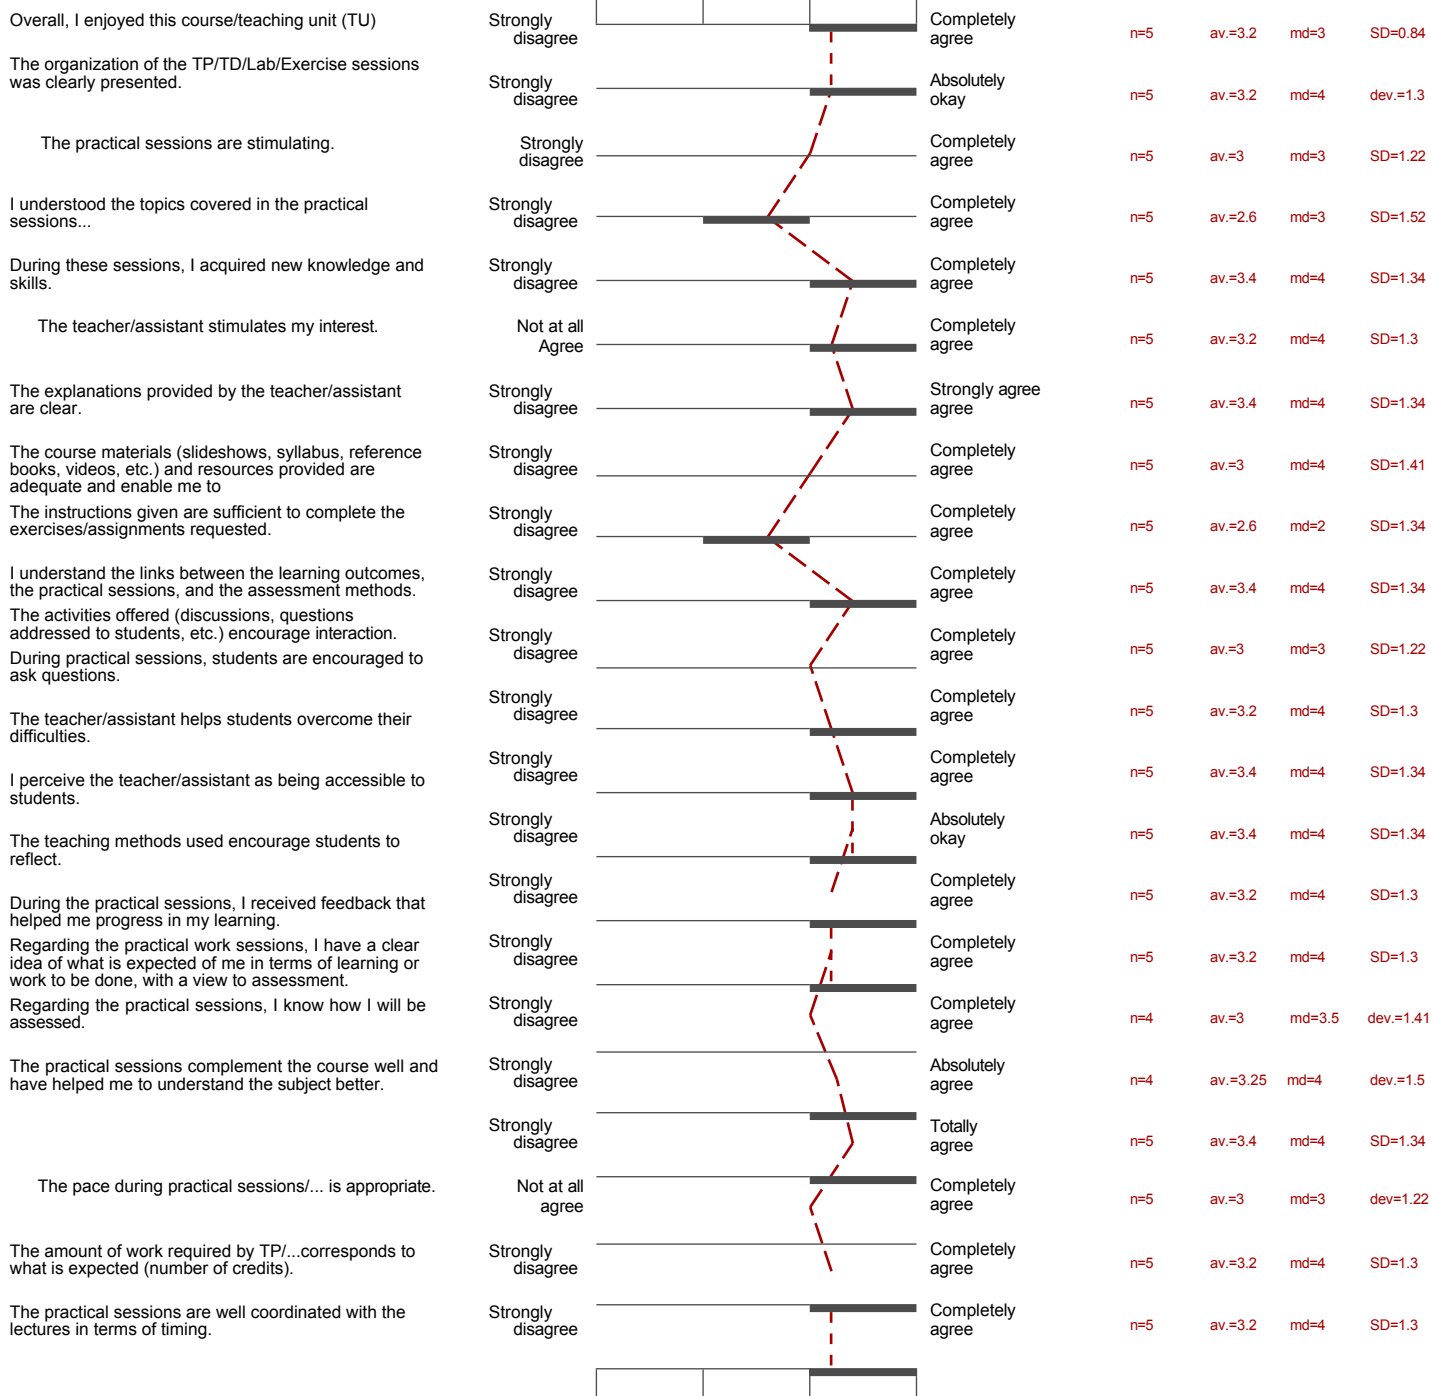 Overall, I enjoyed this course/teaching unit (TU)
Strongly
disagree
Completely
agree
n=5 av.=3.2 md=3 SD=0.84
The organization of the TP/TD/Lab/Exercise sessions
was clearly presented.
Strongly
disagree
Absolutely
okay
n=5 av.=3.2 md=4 dev.=1.3
The practical sessions are stimulating.
Strongly
disagree
Completely
agree
n=5 av.=3 md=3 SD=1.22
I understood the topics covered in the practical
sessions...
Strongly
disagree
Completely
agree
n=5 av.=2.6 md=3 SD=1.52
During these sessions, I acquired new knowledge and
skills.
Strongly
disagree
Completely
agree
n=5 av.=3.4 md=4 SD=1.34
The teacher/assistant stimulates my interest.
Not at all
Agree
Completely
agree
n=5 av.=3.2 md=4 SD=1.3
The explanations provided by the teacher/assistant
are clear.
Strongly
disagree
Strongly agree
agree
n=5 av.=3.4 md=4 SD=1.34
The course materials (slideshows, syllabus, reference
books, videos, etc.) and resources provided are
adequate and enable me to
Strongly
disagree
Completely
agree
n=5 av.=3 md=4 SD=1.41
The instructions given are sufficient to complete the
exercises/assignments requested.
Strongly
disagree
Completely
agree
n=5 av.=2.6 md=2 SD=1.34
I understand the links between the learning outcomes,
the practical sessions, and the assessment methods.
Strongly
disagree
Completely
agree
n=5 av.=3.4 md=4 SD=1.34
The activities offered (discussions, questions
addressed to students, etc.) encourage interaction.
Strongly
disagree
Completely
agree
n=5 av.=3 md=3 SD=1.22
During practical sessions, students are encouraged to
ask questions.
Strongly
disagree
Completely
agree
n=5 av.=3.2 md=4 SD=1.3
The teacher/assistant helps students overcome their
difficulties.
Strongly
disagree
Completely
agree
n=5 av.=3.4 md=4 SD=1.34
I perceive the teacher/assistant as being accessible to
students.
Strongly
disagree
Absolutely
okay
n=5 av.=3.4 md=4 SD=1.34
The teaching methods used encourage students to
reflect.
Strongly
disagree
Completely
agree
n=5 av.=3.2 md=4 SD=1.3
During the practical sessions, I received feedback that
helped me progress in my learning.
Strongly
disagree
Completely
agree
n=5 av.=3.2 md=4 SD=1.3
Regarding the practical work sessions, I have a clear
idea of what is expected of me in terms of learning or
work to be done, with a view to assessment.
Strongly
disagree
Completely
agree
n=4 av.=3 md=3.5 dev.=1.41
Regarding the practical sessions, I know how I will be
assessed.
Strongly
disagree
Absolutely
agree
n=4 av.=3.25 md=4 dev.=1.5
The practical sessions complement the course well and
have helped me to understand the subject better.
Strongly
disagree
Totally
agree
n=5 av.=3.4 md=4 SD=1.34
The pace during practical sessions/... is appropriate.
Not at all
agree
Completely
agree
n=5 av.=3 md=3 dev=1.22
The amount of work required by TP/...corresponds to
what is expected (number of credits).
Strongly
disagree
Completely
agree
n=5 av.=3.2 md=4 SD=1.3
The practical sessions are well coordinated with the
lectures in terms of timing.
Strongly
disagree
Completely
agree
n=5 av.=3.2 md=4 SD=1.3